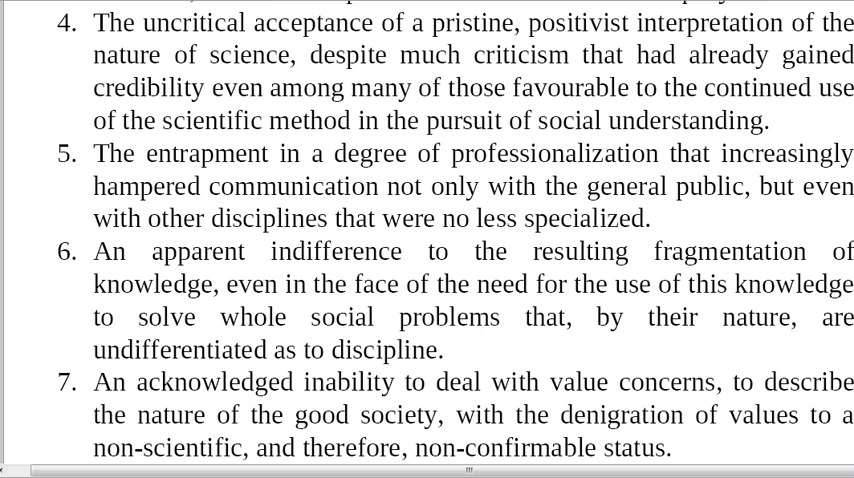 4. The uncritical acceptance of a pristine, positivist interpretation of the
nature of science, despite much criticism that had already gained
credibility even among many of those favourable to the continued use
of the scientific method in the pursuit of social understanding.
5. The entrapment in a degree of professionalization that increasingly
hampered communication not only with the general public, but even
with other disciplines that were no less specialized.
6. An apparent indifference to the resulting fragmentation of
knowledge, even in the face of the need for the use of this knowledge
to solve whole social problems that, by their nature, are
undifferentiated as to discipline.
7. An acknowledged inability to deal with value concerns, to describe
the nature of the good society, with the denigration of values to a
non-scientific, and therefore, non-confirmable status.